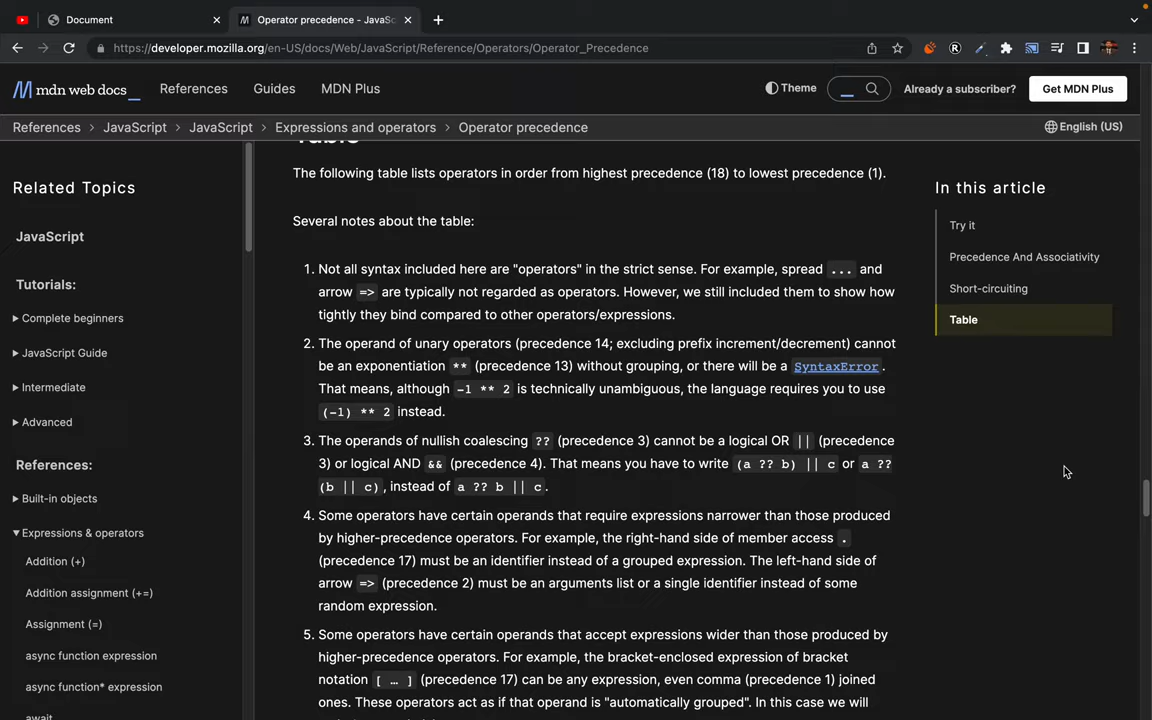 Document
Operator precedence - JavaSc
https://developer.mozilla.org/en-US/docs/Web/JavaScript/Reference/Operators/Operator_Precedence
mdn web docs_
References
Guides
MDN Plus
Theme
Already a subscriber?
Get MDN Plus
References > JavaScript > JavaScript > Expressions and operators > Operator precedence
English (US)
Related Topics
JavaScript
Tutorials:
Complete beginners
JavaScript Guide
Intermediate
Advanced
References:
Built-in objects
Expressions & operators
Addition (+)
Addition assignment (+=)
Assignment (=)
async function expression
async function* expression
await
Table
The following table lists operators in order from highest precedence (18) to lowest precedence (1).
Several notes about the table:
1. Not all syntax included here are "operators" in the strict sense. For example, spread ... and
arrow => are typically not regarded as operators. However, we still included them to show how
tightly they bind compared to other operators/expressions.
2. The operand of unary operators (precedence 14; excluding prefix increment/decrement) cannot
be an exponentiation ** (precedence 13) without grouping, or there will be a SyntaxError.
That means, although -1 ** 2 is technically unambiguous, the language requires you to use
(-1) ** 2 instead.
3. The operands of nullish coalescing ?? (precedence 3) cannot be a logical OR || (precedence
3) or logical AND && (precedence 4). That means you have to write (a ?? b) || c or a ??
(b || c), instead of a ?? b || c.
4. Some operators have certain operands that require expressions narrower than those produced
by higher-precedence operators. For example, the right-hand side of member access .
(precedence 17) must be an identifier instead of a grouped expression. The left-hand side of
arrow => (precedence 2) must be an arguments list or a single identifier instead of some
random expression.
5. Some operators have certain operands that accept expressions wider than those produced by
higher-precedence operators. For example, the bracket-enclosed expression of bracket
notation [ … ] (precedence 17) can be any expression, even comma (precedence 1) joined
ones. These operators act as if that operand is "automatically grouped". In this case we will
In this article
Try it
Precedence And Associativity
Short-circuiting
Table